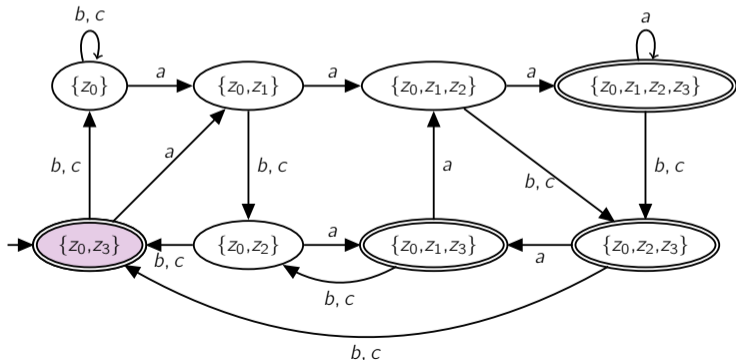 b, c
a
{z0}
a
{z0,z1}
a
{z0,z1,z2}
a
{z0,z1,z2,z3}
b, c
a
b, c
a
b, c
b, c
{z0,z3}
b, c
{z0,z2}
a
{z0,z1,z3}
a
{z0,z2,z3}
b, c
b, c